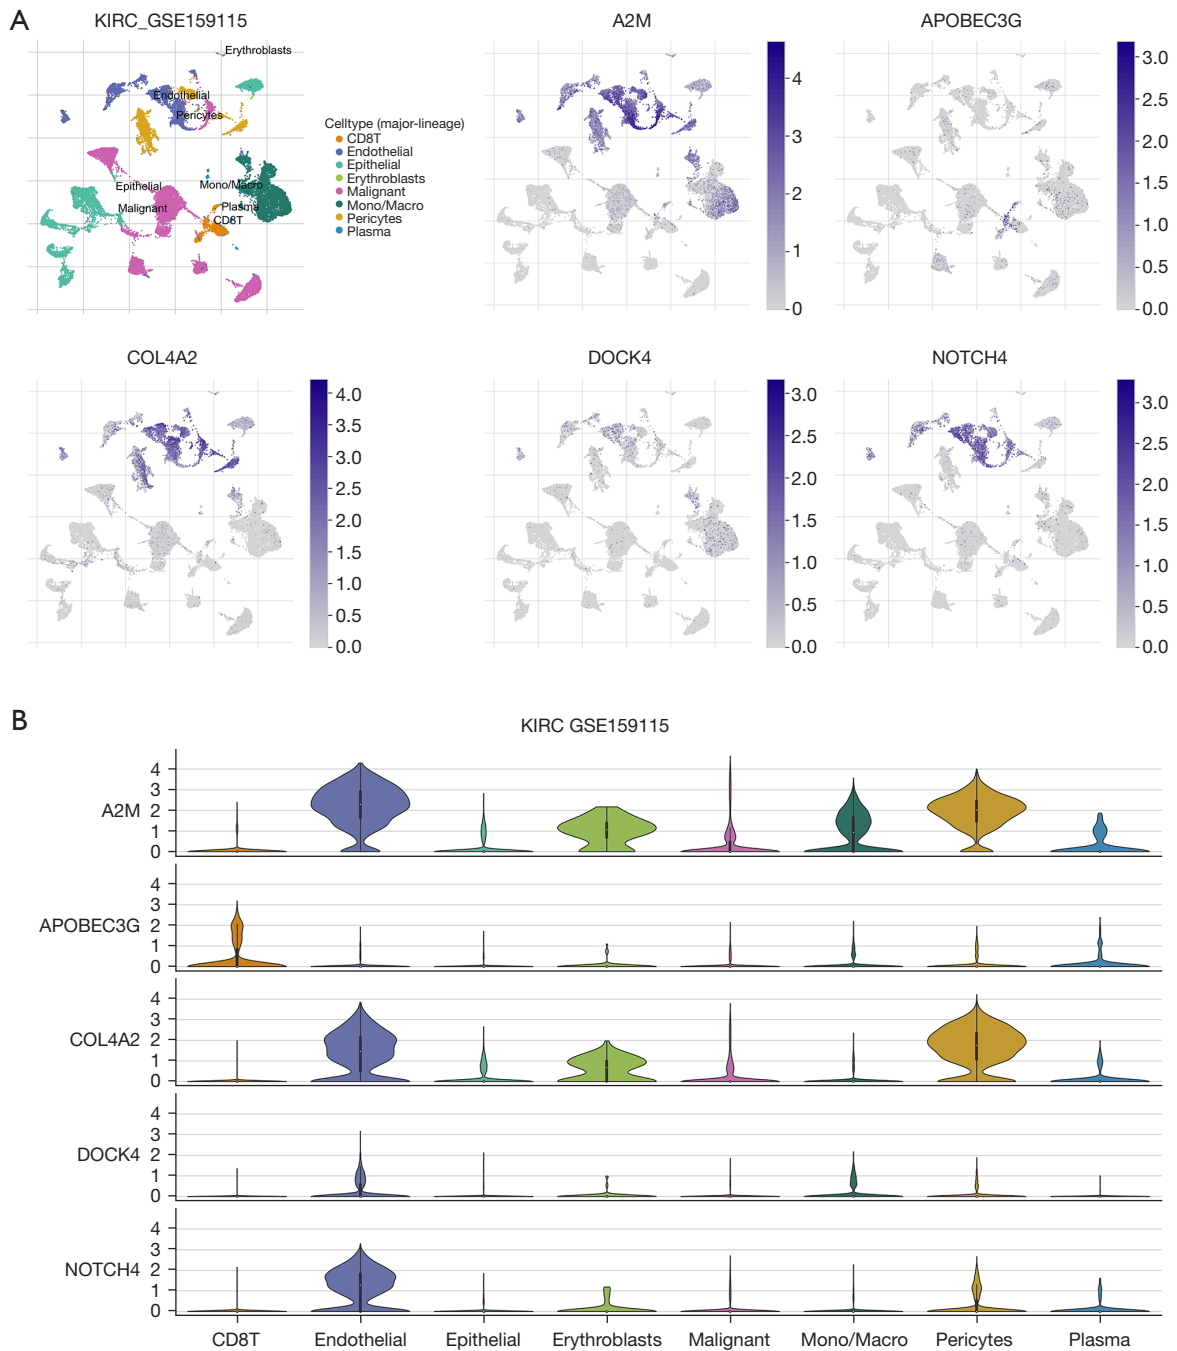 A
KIRC_GSE159115
Erythroblasts
Endothelial
Pericytes
Epithelial
Mono/Macro
Malignant
Plasma
CD8T
Celltype (major-lineage)
CD8T
Endothelial
Epithelial
Erythroblasts
Malignant
Mono/Macro
Pericytes
Plasma
A2M
4
3
2
1
0
APOBEC3G
3.0
2.5
2.0
1.5
1.0
0.5
0.0
COL4A2
4.0
3.5
3.0
2.5
2.0
1.5
1.0
0.5
0.0
DOCK4
3.0
2.5
2.0
1.5
1.0
0.5
0.0
NOTCH4
3.0
2.5
2.0
1.5
1.0
0.5
0.0
B
KIRC GSE159115
A2M
4
3
2
1
0
APOBEC3G
4
3
2
1
0
COL4A2
4
3
2
1
0
DOCK4
4
3
2
1
0
NOTCH4
4
3
2
1
0
CD8T Endothelial Epithelial Erythroblasts Malignant Mono/Macro Pericytes Plasma